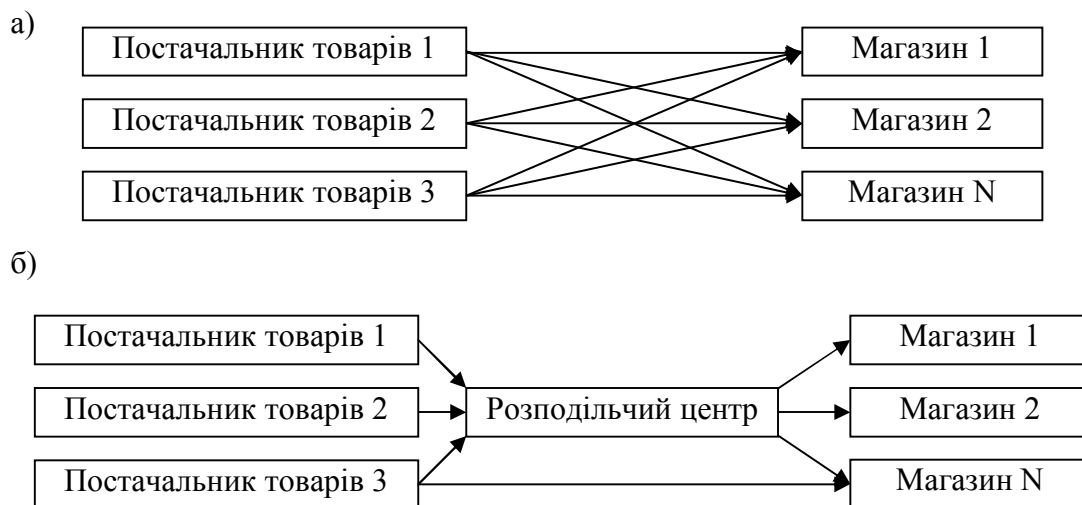 а)
Постачальник товарів 1
Магазин 1
Постачальник товарів 2
Магазин 2
Постачальник товарів 3
Магазин N
б)
Постачальник товарів 1
Магазин 1
Постачальник товарів 2
Розподільчий центр
Магазин 2
Постачальник товарів 3
Магазин N